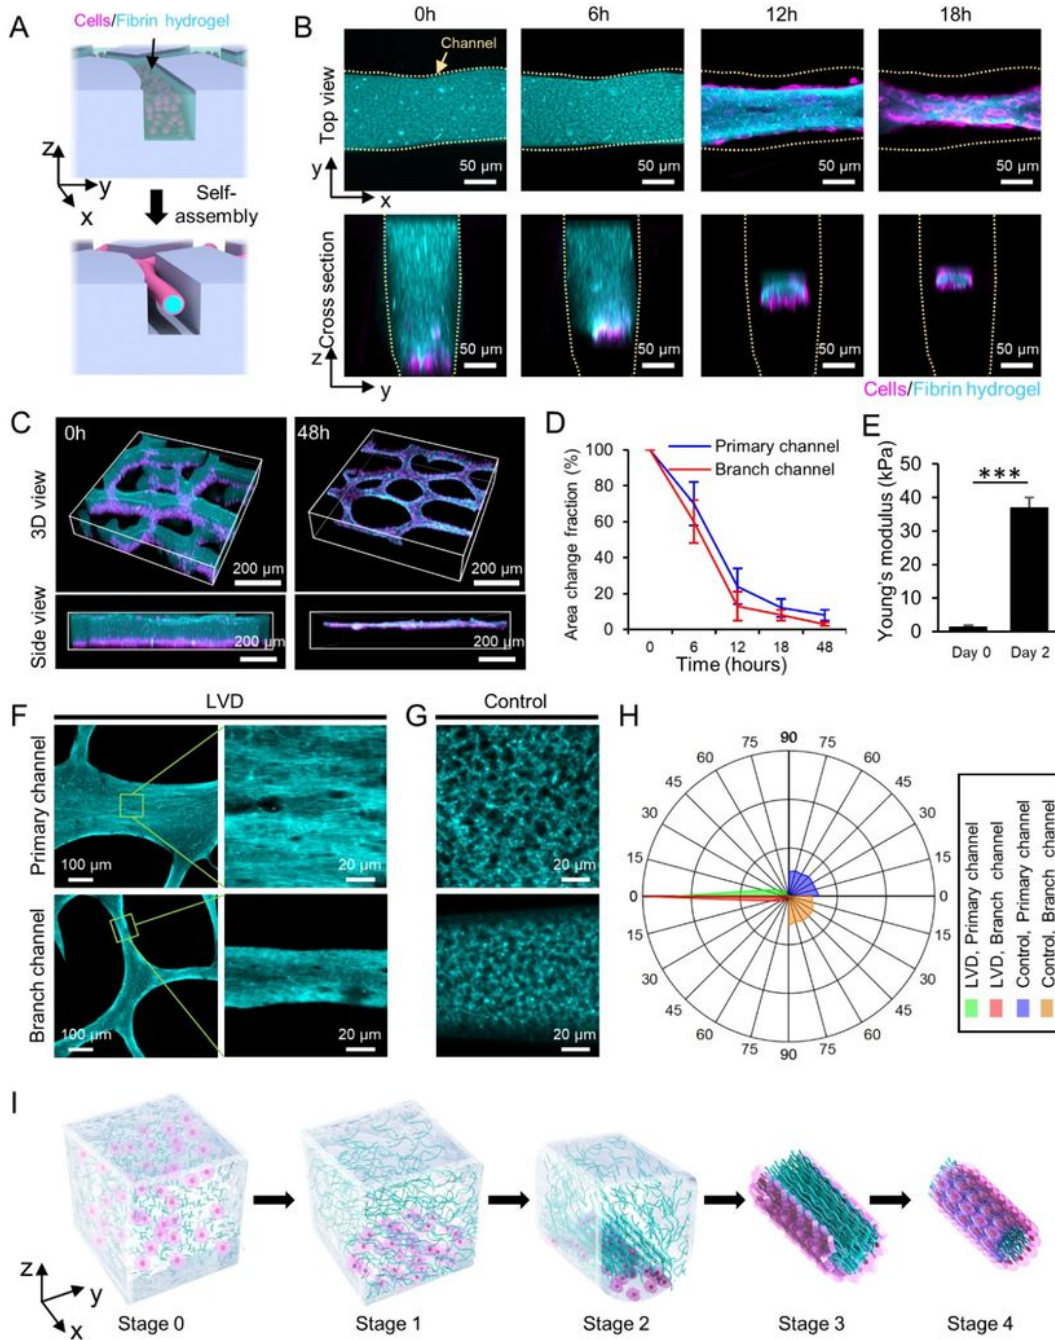 A
Cells/Fibrin hydrogel
z
y
x
Self-
assembly
B
0h
6h
12h
18h
Top view
Channel
50 µm
50 µm
50 µm
50 µm
y
x
Cross section
50 µm
50 µm
50 µm
50 µm
z
y
Cells/Fibrin hydrogel
C
0h
48h
3D view
200 µm
200 µm
Side view
200 µm
200 µm
D
Area change fraction (%)
100
80
60
40
20
0
Primary channel
Branch channel
0
6
12
18
48
Time (hours)
E
Young's modulus (kPa)
50
40
30
20
10
0
***
Day 0
Day 2
F
LVD
Primary channel
100 µm
20 µm
Branch channel
100 µm
20 µm
G
Control
20 µm
20 µm
H
90
75
75
60
60
45
45
30
30
15
15
0
0
15
15
30
30
45
45
60
60
75
75
90
LVD, Primary channel
LVD, Branch channel
Control, Primary channel
Control, Branch channel
I
z
y
x
Stage 0
Stage 1
Stage 2
Stage 3
Stage 4